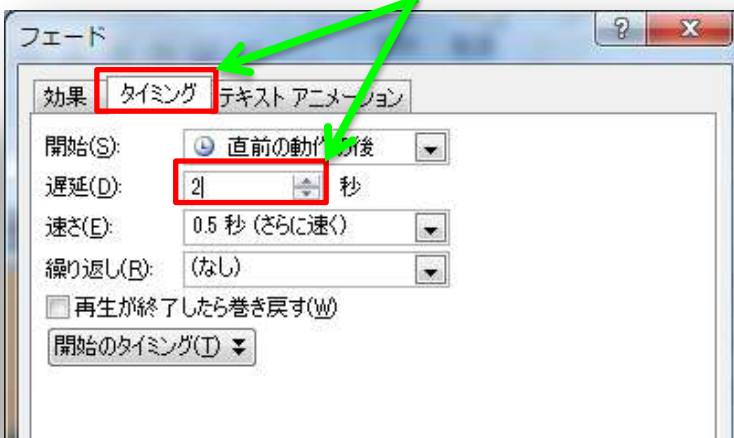 フェード
効果 タイミング テキスト アニメーション
開始(S): 直前の動作の後
遅延(D): 2 秒
速さ(E): 0.5 秒 (さらに速く)
繰り返し(R): (なし)
再生が終了したら巻き戻す(W)
開始のタイミング(T)